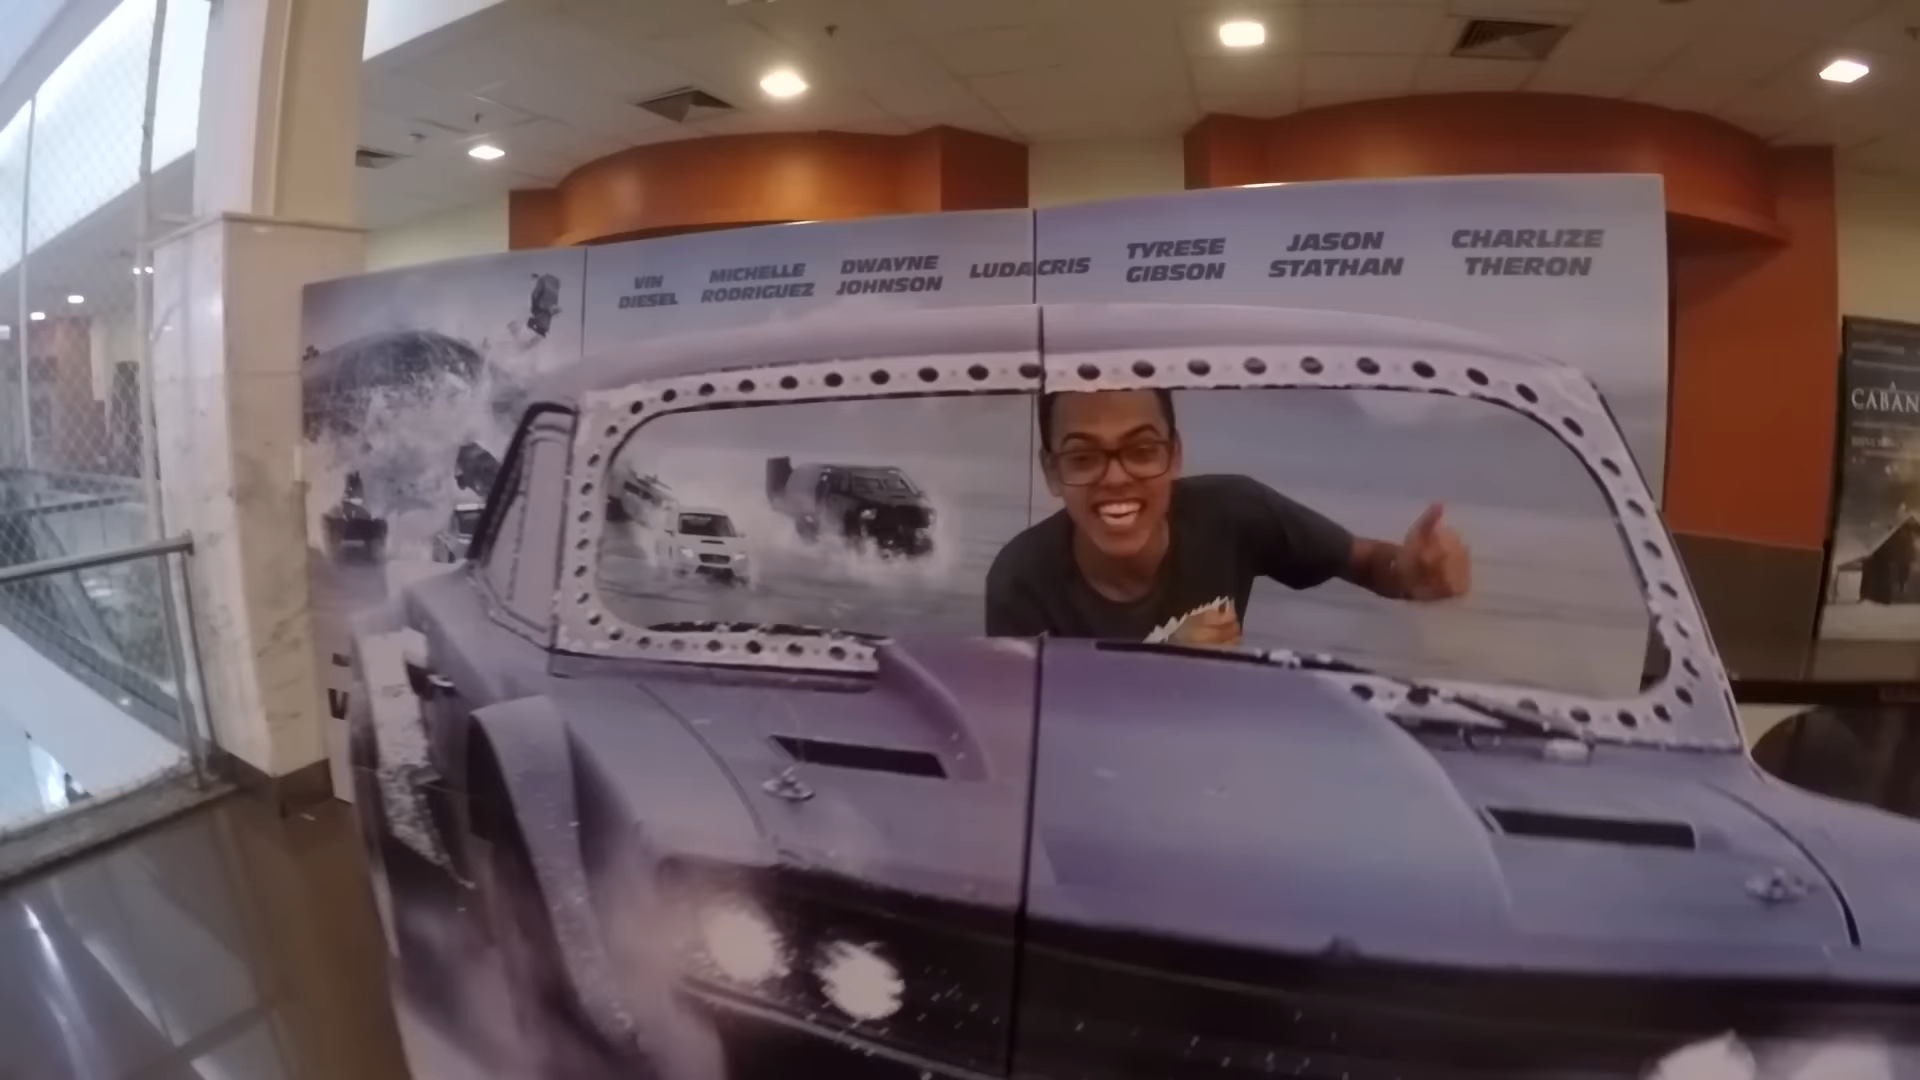 VIN
DIESEL
MICHELLE
RODRIGUEZ
DWAYNE
JOHNSON
LUDACRIS
TYRESE
GIBSON
JASON
STATHAN
CHARLIZE
THERON
A
CABAN